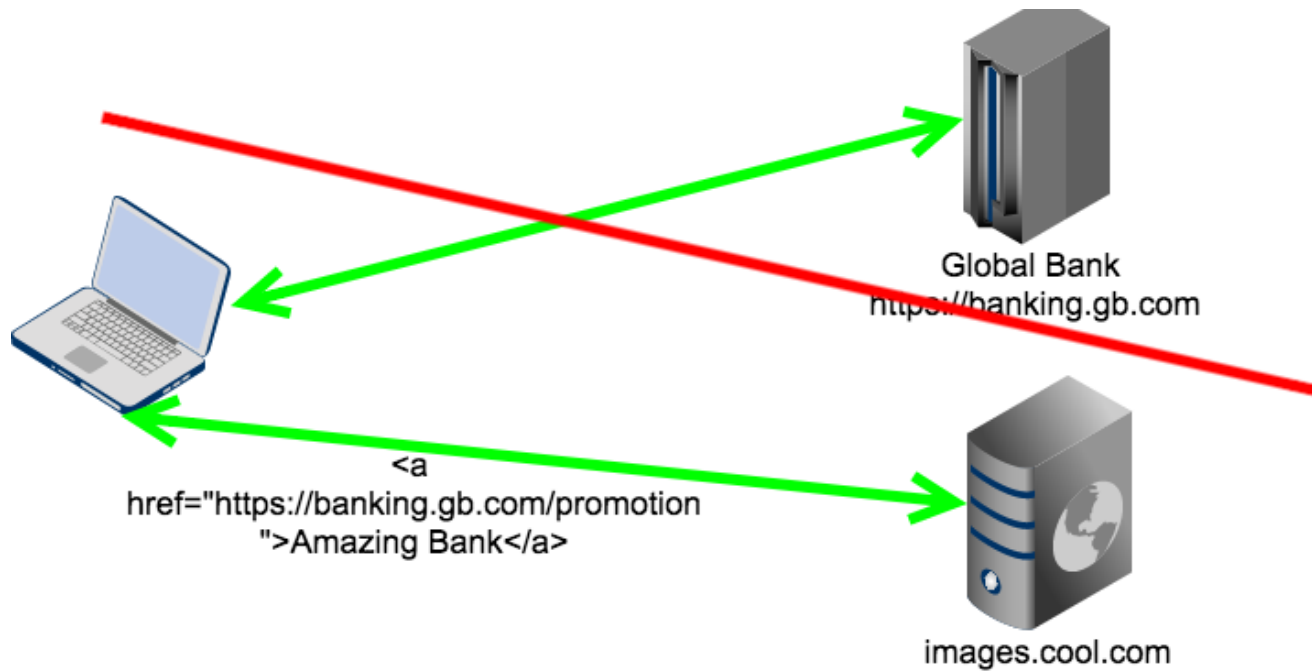 Global Bank
https://banking.gb.com
<a
href="https://banking.gb.com/promotion
">Amazing Bank</a>
images.cool.com